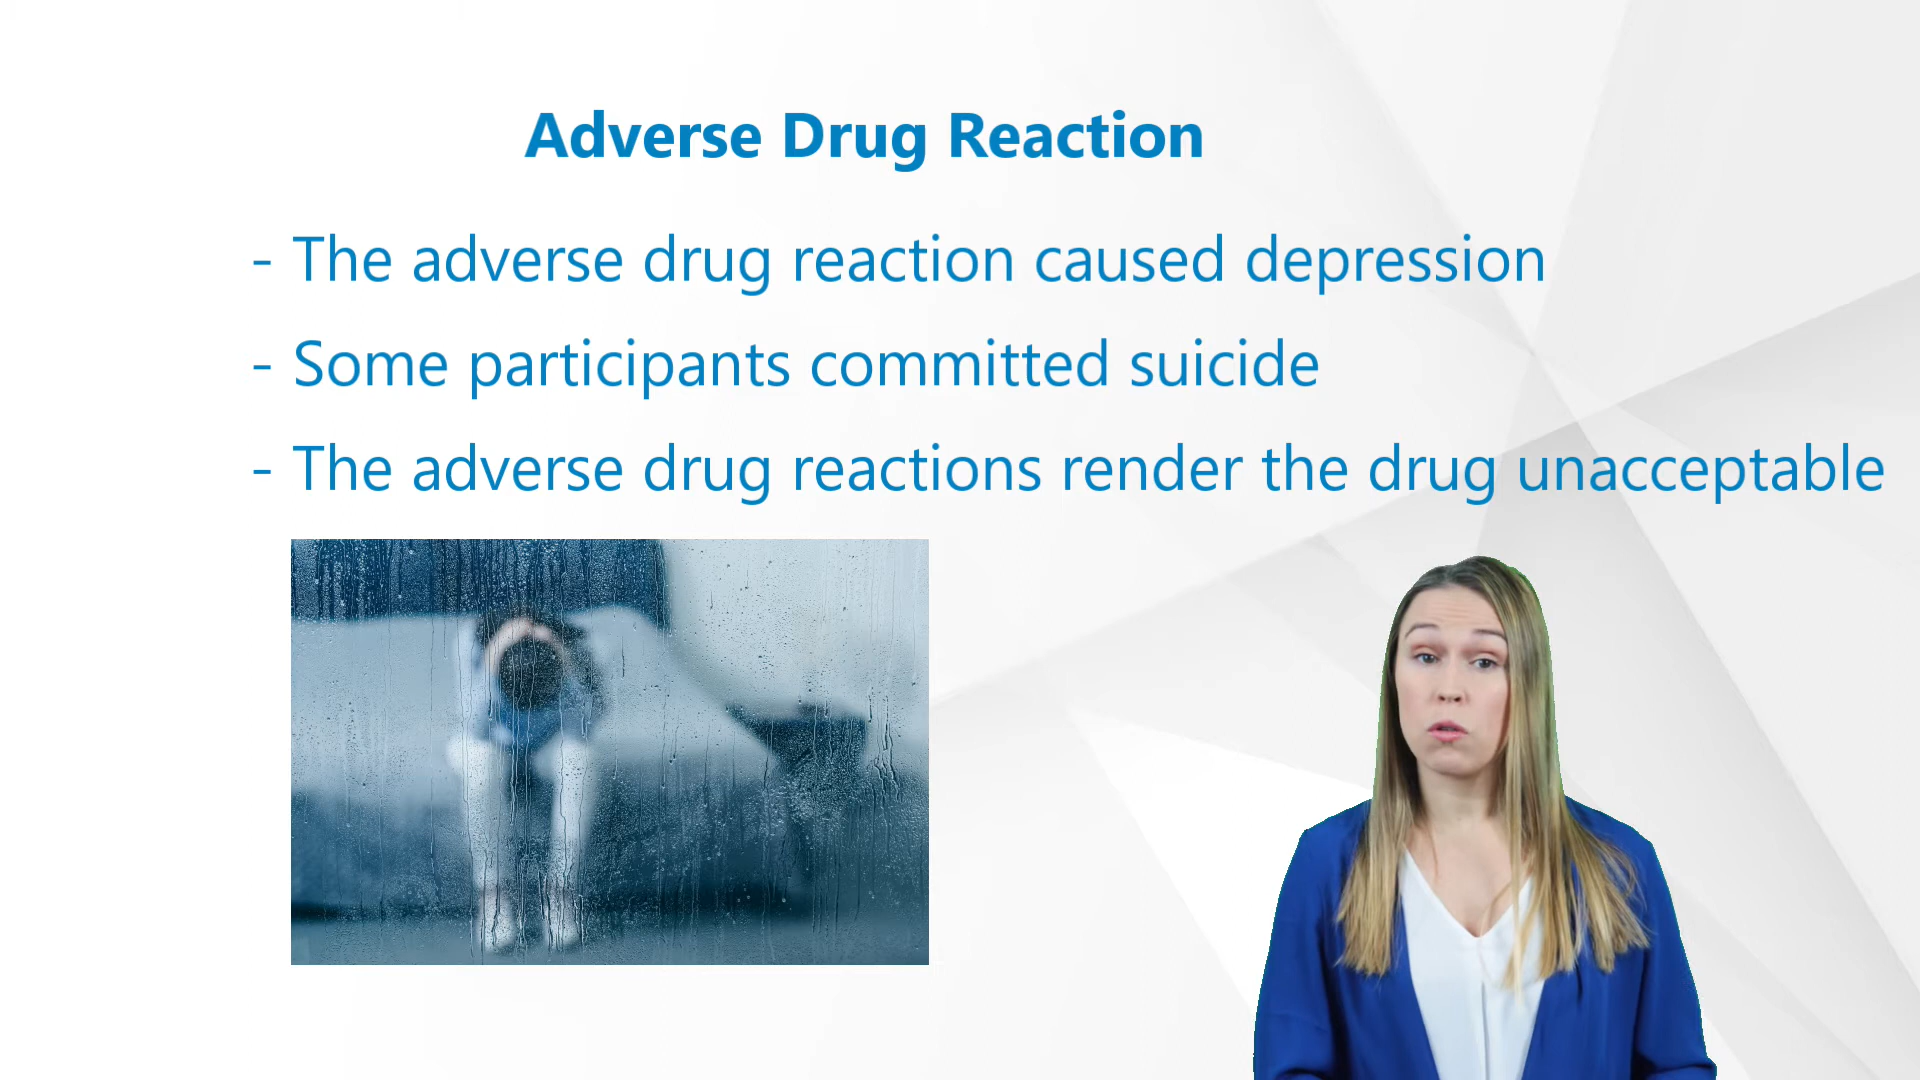 Adverse Drug Reaction
- The adverse drug reaction caused depression
- Some participants committed suicide
- The adverse drug reactions render the drug unacceptable